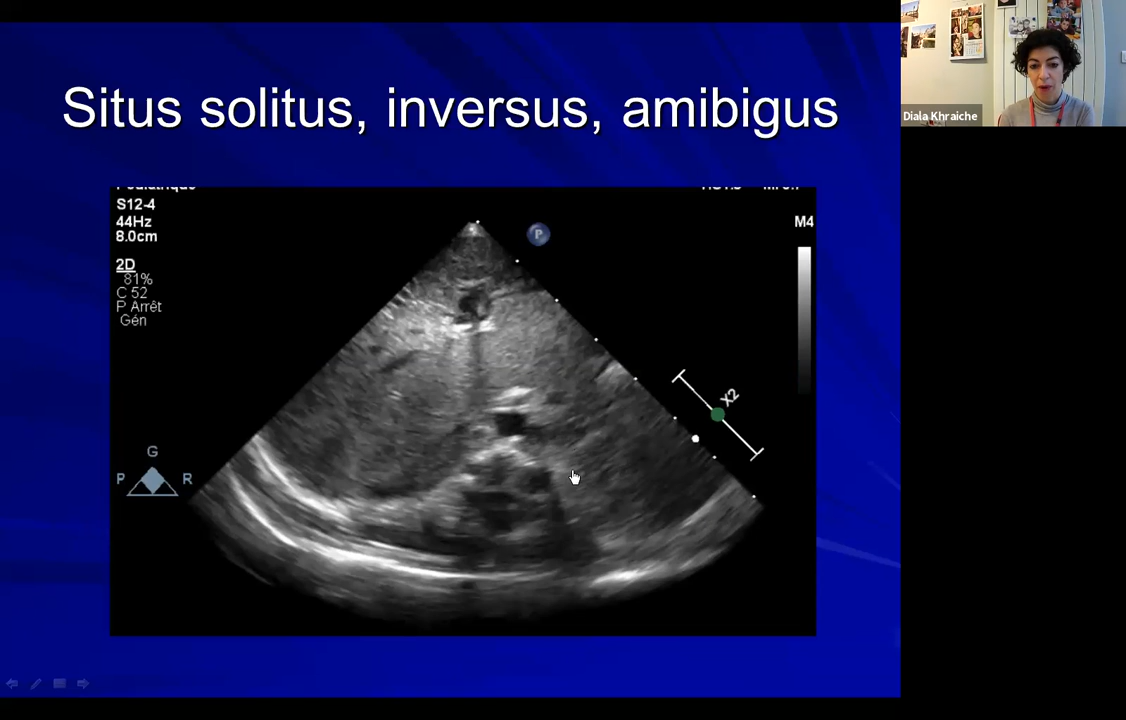 Situs solitus, inversus, amibigus
Diala Khraiche
S12-4
44Hz
8.0cm
2D
81%
C 52
P Arrêt
Gén
P
M4
X2
G
P R